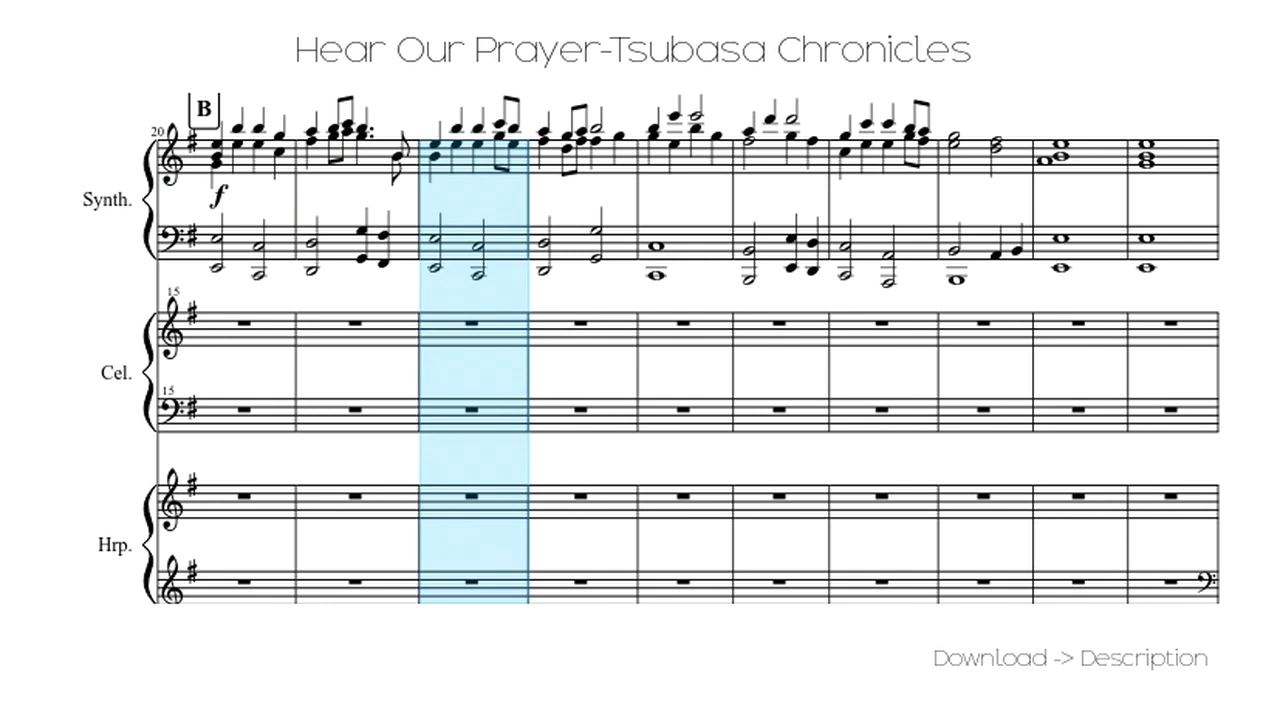 Hear Our Prayer-Tsubasa Chronicles
B
20
Synth.
f
15
Cel.
15
Hrp.
Download -> Description